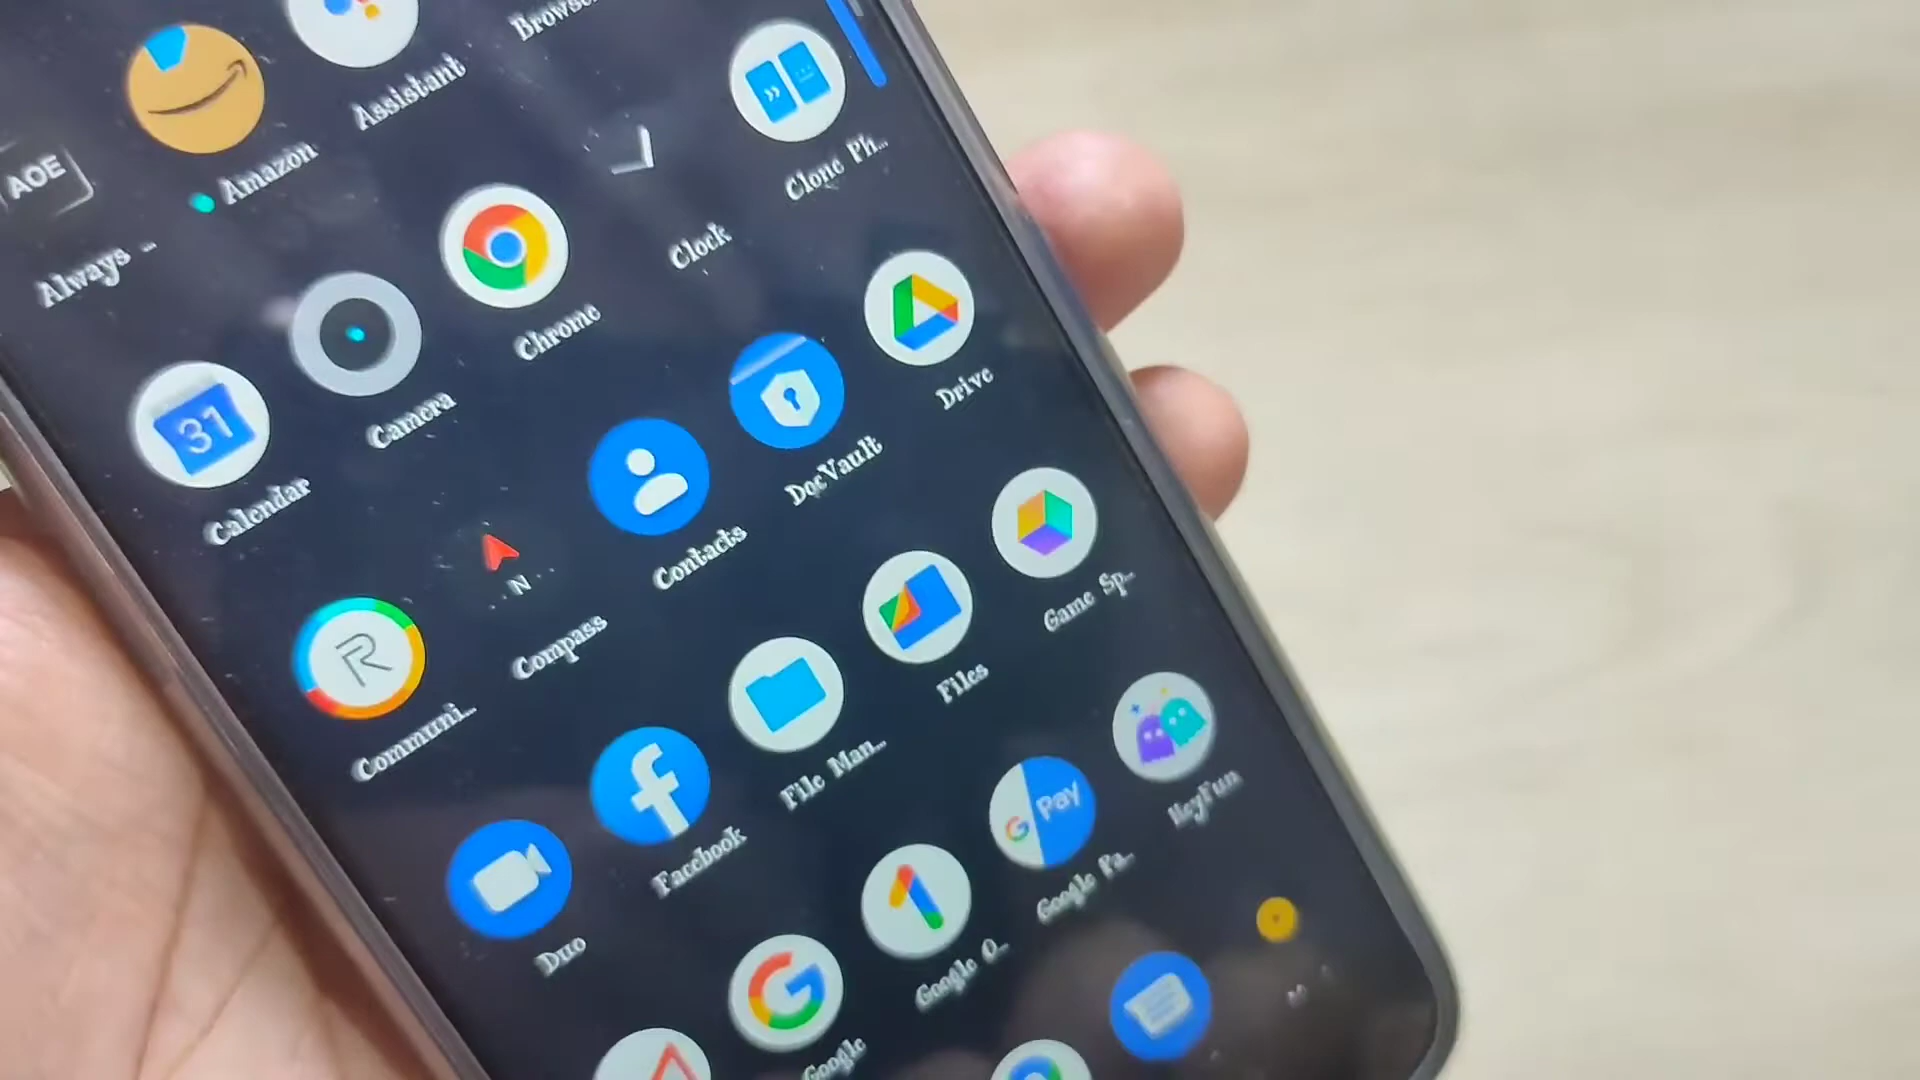 Assistant
Browse
AOE
Amazon
Clone Ph...
Always ...
Chrome
Clock
31
Calendar
Camera
DocVault
Drive
R
Communi...
N
Compass
Contacts
Game Sp...
Duo
Facebook
File Man...
Files
G Pay
Google
Google O...
Google Pa...
HeyFun